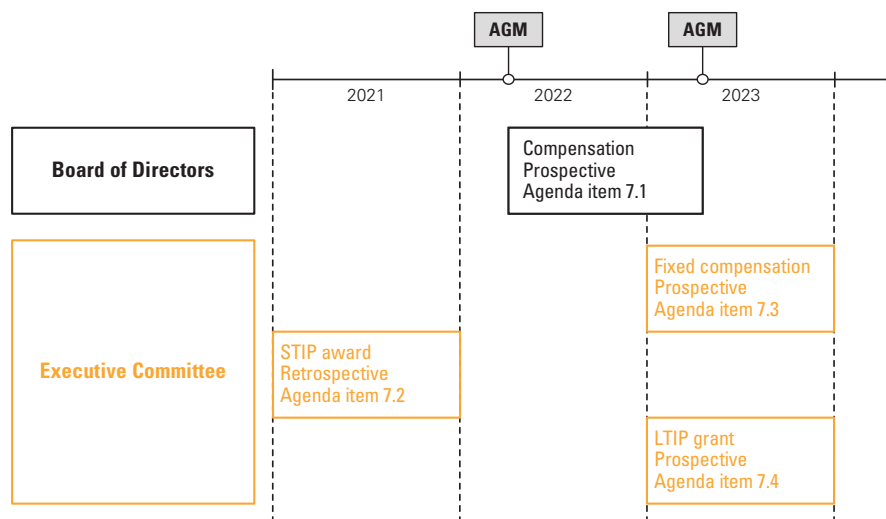 AGM
AGM
2021
2022
2023
Board of Directors
Compensation
Prospective
Agenda item 7.1
Executive Committee
Fixed compensation
Prospective
Agenda item 7.3
STIP award
Retrospective
Agenda item 7.2
LTIP grant
Prospective
Agenda item 7.4